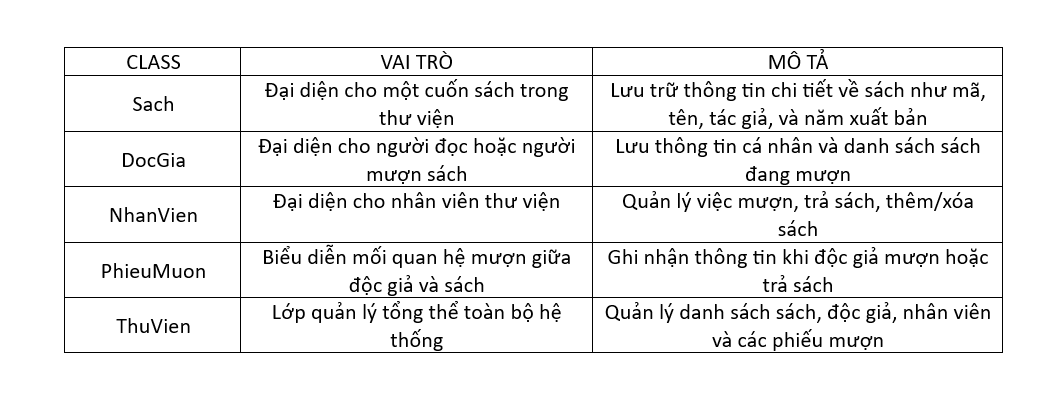 CLASS VAI TRÒ MÔ TẢ
Sach
Đại diện cho một cuốn sách trong
thư viện
Lưu trữ thông tin chi tiết về sách như mã,
tên, tác giả, và năm xuất bản
DocGia
Đại diện cho người đọc hoặc người
mượn sách
Lưu thông tin cá nhân và danh sách sách
đang mượn
NhanVien
Đại diện cho nhân viên thư viện
Quản lý việc mượn, trả sách, thêm/xóa
sách
PhieuMuon
Biểu diễn mối quan hệ mượn giữa
độc giả và sách
Ghi nhận thông tin khi độc giả mượn hoặc
trả sách
ThuVien
Lớp quản lý tổng thể toàn bộ hệ
thống
Quản lý danh sách sách, độc giả, nhân viên
và các phiếu mượn